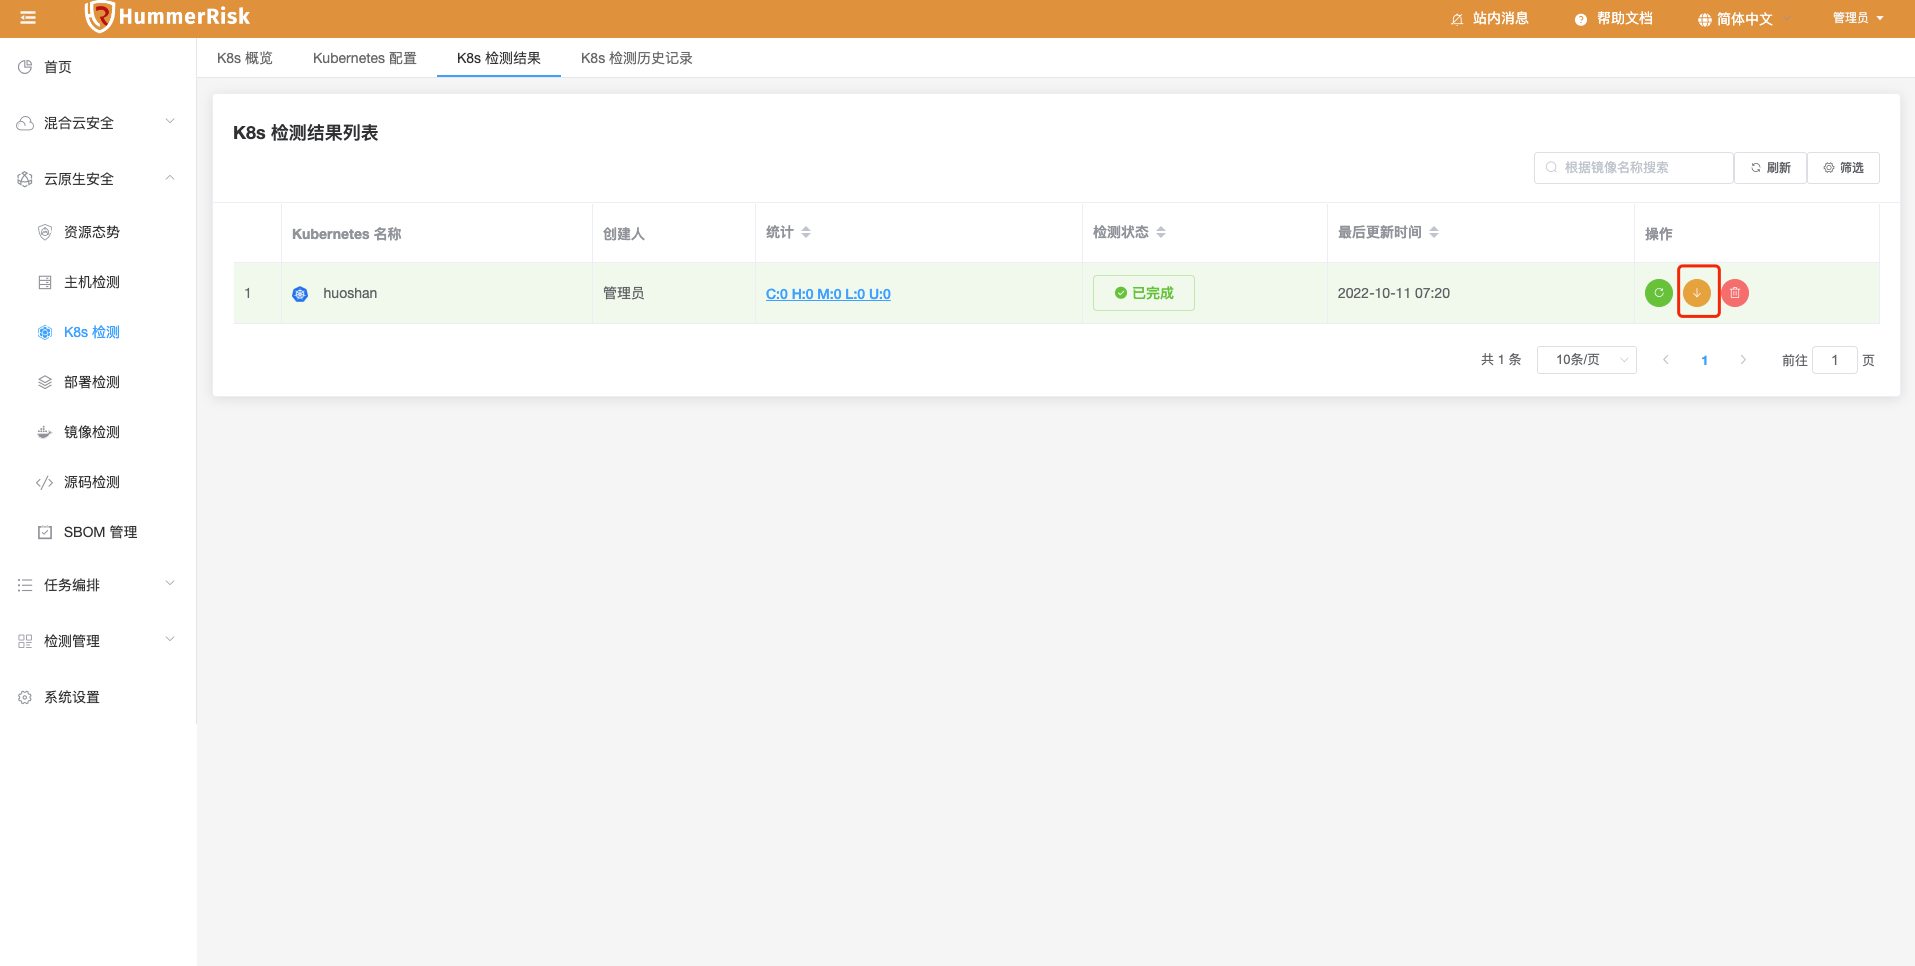 HummerRisk
站内消息
帮助文档
简体中文
管理员
首页
混合云安全
云原生安全
资源态势
主机检测
K8s 检测
部署检测
镜像检测
源码检测
SBOM 管理
任务编排
检测管理
系统设置
K8s 概览
Kubernetes 配置
K8s 检测结果
K8s 检测历史记录
K8s 检测结果列表
根据镜像名称搜索
刷新
筛选
Kubernetes 名称
创建人
统计
检测状态
最后更新时间
操作
1
huoshan
管理员
C:0 H:0 M:0 L:0 U:0
已完成
2022-10-11 07:20
共 1 条
10条/页
1
前往
1
页